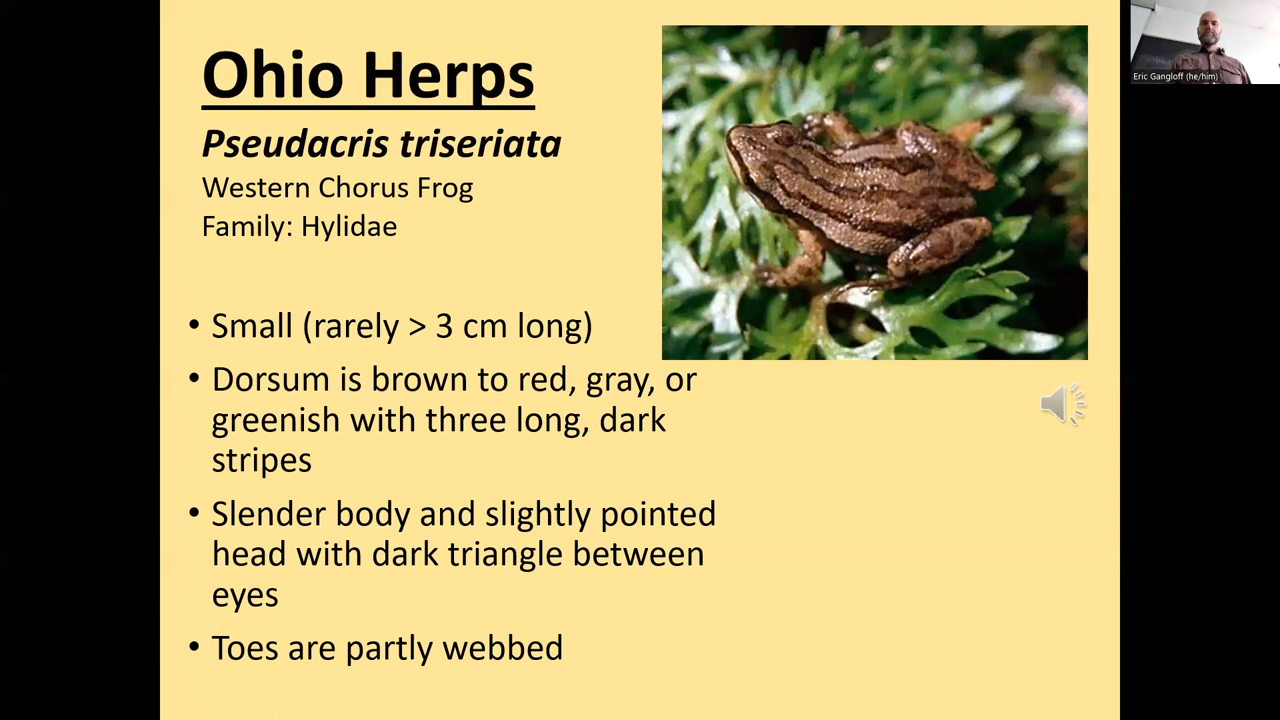 Ohio Herps
Pseudacris triseriata
Western Chorus Frog
Family: Hylidae
• Small (rarely > 3 cm long)
• Dorsum is brown to red, gray, or
greenish with three long, dark
stripes
• Slender body and slightly pointed
head with dark triangle between
eyes
• Toes are partly webbed
Eric Gangloff (he/him)